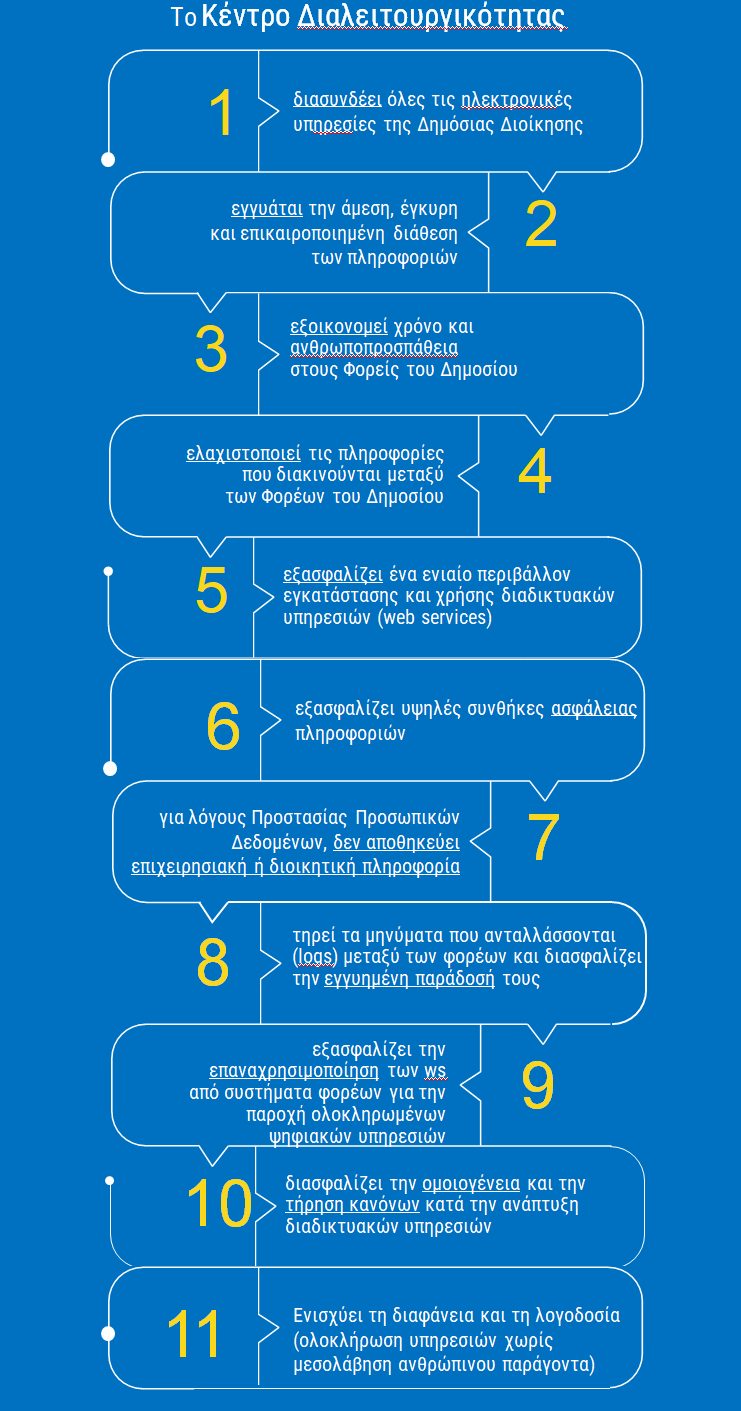 Το Κέντρο Διαλειτουργικότητας
1
διασυνδέει όλες τις ηλεκτρονικές
υπηρεσίες της Δημόσιας Διοίκησης
2
εγγυάται την άμεση, έγκυρη
και επικαιροποιημένη διάθεση
των πληροφοριών
3
εξοικονομεί χρόνο και
ανθρωποπροσπάθεια
στους Φορείς του Δημοσίου
4
ελαχιστοποιεί τις πληροφορίες
που διακινούνται μεταξύ
των Φορέων του Δημοσίου
5
εξασφαλίζει ένα ενιαίο περιβάλλον
εγκατάστασης και χρήσης διαδικτυακών
υπηρεσιών (web services)
6
εξασφαλίζει υψηλές συνθήκες ασφάλειας
πληροφοριών
7
για λόγους Προστασίας Προσωπικών
Δεδομένων, δεν αποθηκεύει
επιχειρησιακή ή διοικητική πληροφορία
8
τηρεί τα μηνύματα που ανταλλάσσονται
(logs) μεταξύ των φορέων και διασφαλίζει
την εγγυημένη παράδοσή τους
9
εξασφαλίζει την
επαναχρησιμοποίηση των ws
από συστήματα φορέων για την
παροχή ολοκληρωμένων
ψηφιακών υπηρεσιών
10
διασφαλίζει την ομοιογένεια και την
τήρηση κανόνων κατά την ανάπτυξη
διαδικτυακών υπηρεσιών
11
Ενισχύει τη διαφάνεια και τη λογοδοσία
(ολοκλήρωση υπηρεσιών χωρίς
μεσολάβηση ανθρώπινου παράγοντα)